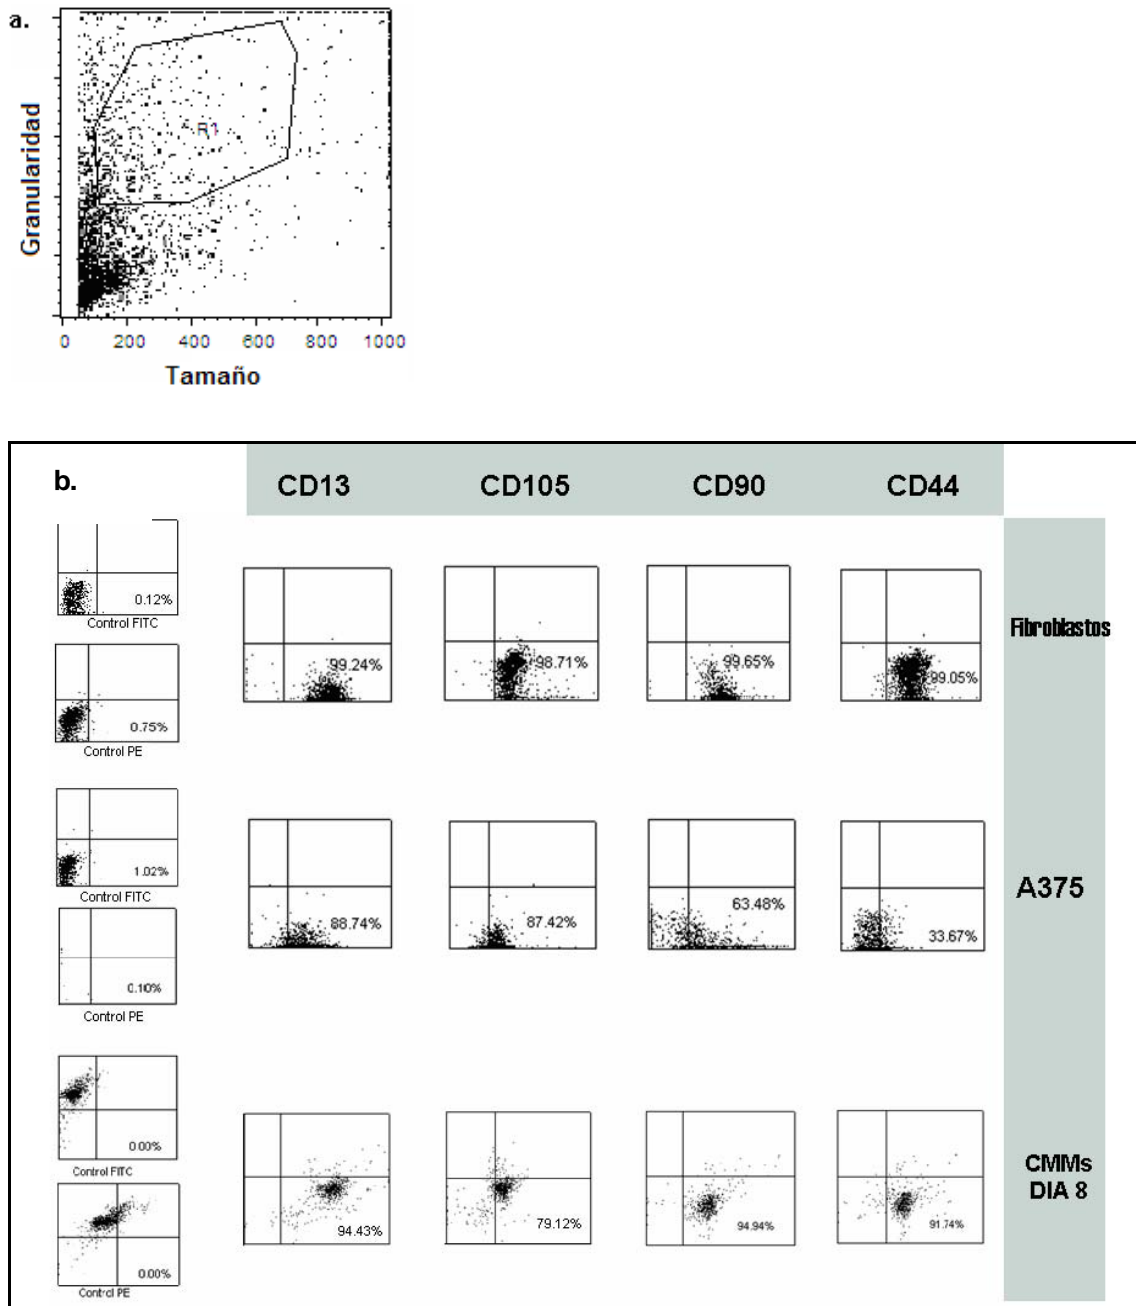 a.
Granularidad
R1
0 200 400 600 800 1000
Tamaño
b.
CD13 CD105 CD90 CD44
0.12%
Control FITC
99.24%
98.71%
99.65%
99.05%
Fibroblastos
0.75%
Control PE
1.02%
Control FITC
88.74%
87.42%
63.48%
33.67%
A375
0.10%
Control PE
0.00%
Control FITC
94.43%
79.12%
94.94%
91.74%
CMMs
DIA 8
0.00%
Control PE